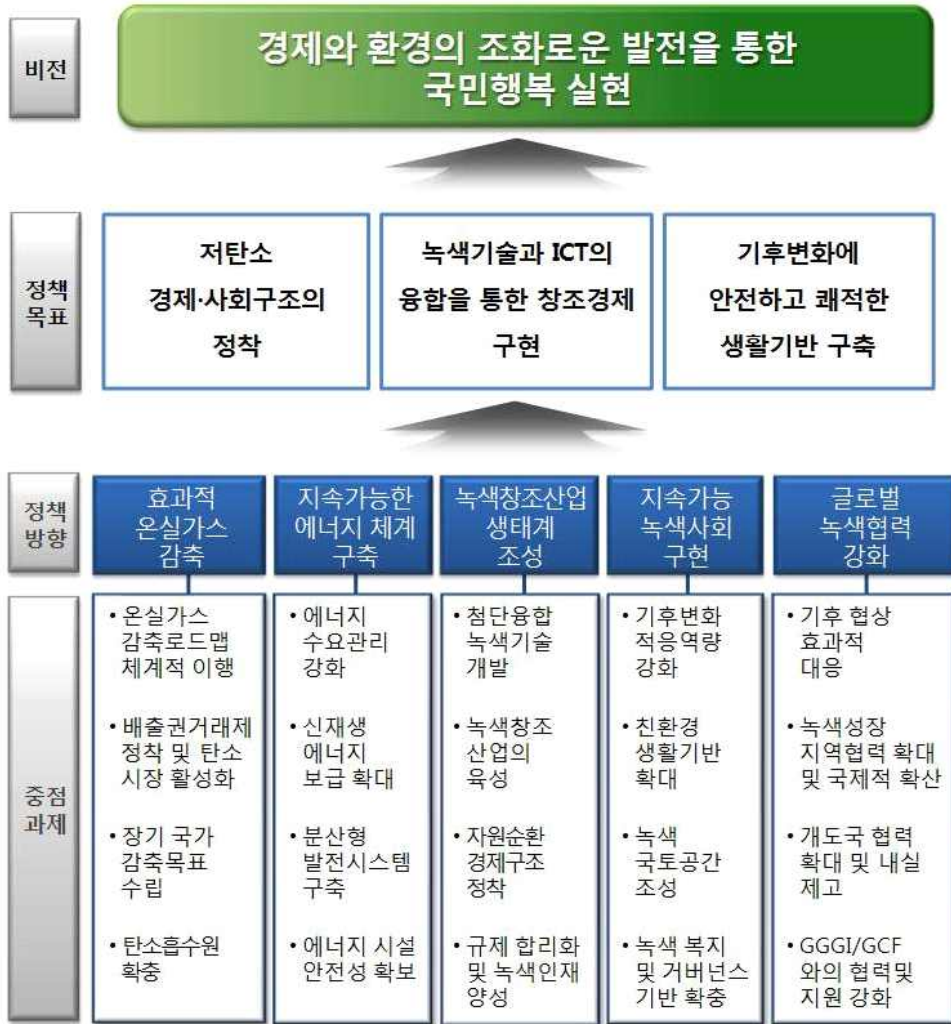 비전
경제와 환경의 조화로운 발전을 통한
국민행복 실현
정책
목표
저탄소
경제·사회구조의
정착
녹색기술과 ICT의
융합을 통한 창조경제
구현
기후변화에
안전하고 쾌적한
생활기반 구축
정책
방향
효과적
온실가스
감축
지속가능한
에너지 체계
구축
녹색창조산업
생태계
조성
지속가능
녹색사회
구현
글로벌
녹색협력
강화
중점
과제
• 온실가스
감축로드맵
체계적 이행
• 배출권거래제
정착 및 탄소
시장 활성화
• 장기 국가
감축목표
수립
• 탄소흡수원
확충
• 에너지
수요관리
강화
• 신재생
에너지
보급 확대
• 분산형
발전시스템
구축
• 에너지 시설
안전성 확보
• 첨단융합
녹색기술
개발
• 녹색창조
산업의
육성
• 자원순환
경제구조
정착
• 규제 합리화
및 녹색인재
양성
• 기후변화
적응역량
강화
• 친환경
생활기반
확대
• 녹색
국토공간
조성
• 녹색 복지
및 거버넌스
기반 확충
• 기후 협상
효과적
대응
• 녹색성장
지역협력 확대
및 국제적 확산
• 개도국 협력
확대 및 내실
제고
• GGGI/GCF
와의 협력및
지원 강화